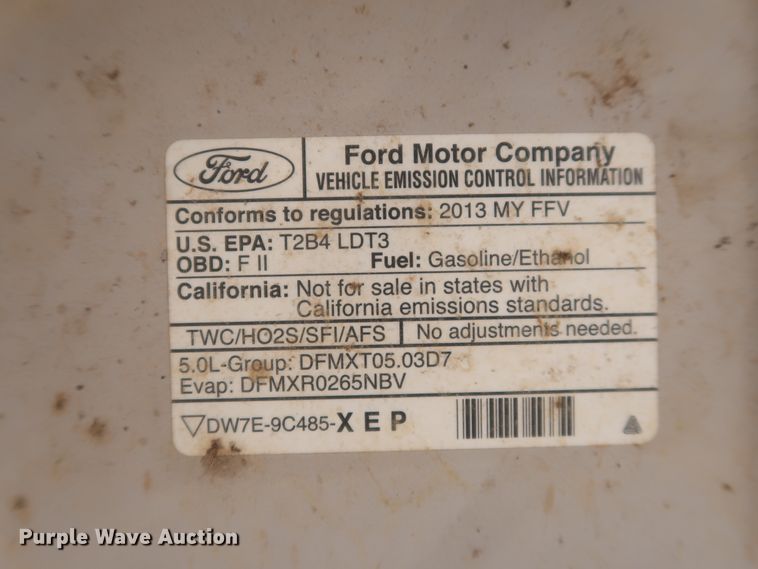 Ford
Ford Motor Company
VEHICLE EMISSION CONTROL INFORMATION
Conforms to regulations: 2013 MY FFV
U.S. EPA: T2B4 LDT3
OBD: F II Fuel: Gasoline/Ethanol
California: Not for sale in states with
California emissions standards.
TWC/HO2S/SFI/AFS No adjustments needed.
5.0L-Group: DFMXT05.03D7
Evap: DFMXR0265NBV
DW7E-9C485-XEP
Purple Wave Auction